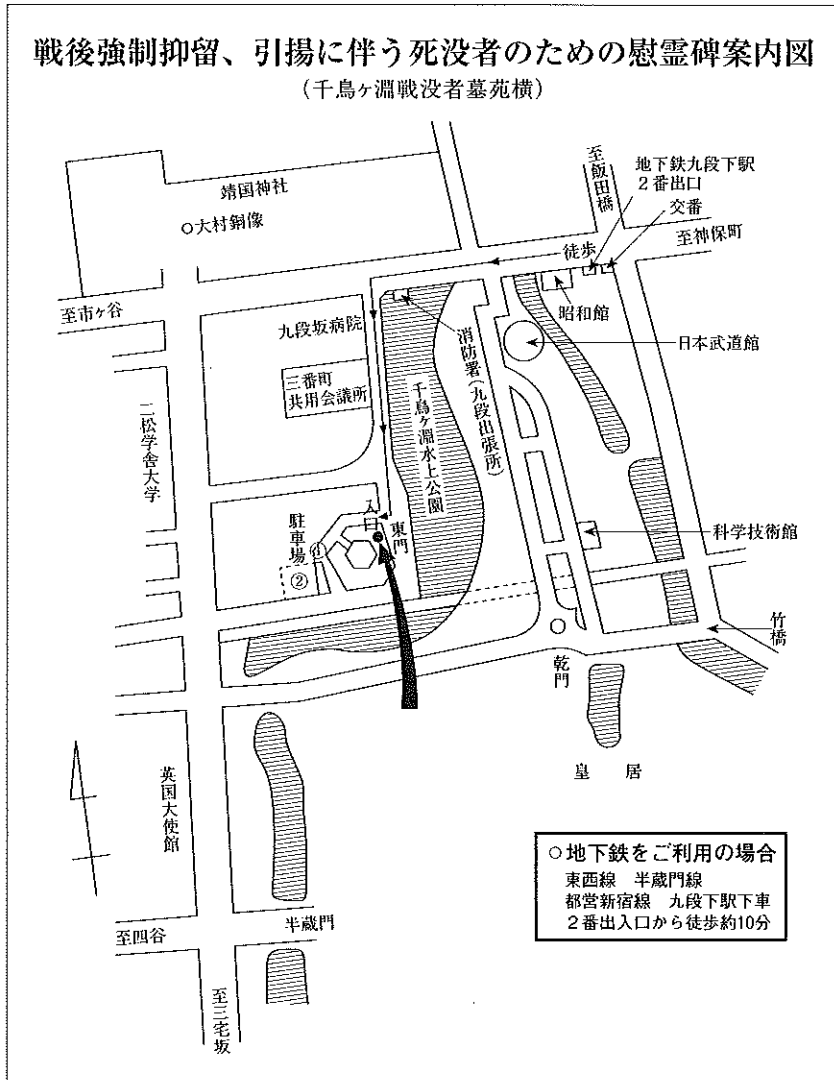 戦後強制抑留、引揚に伴う死没者のための慰霊碑案内図
(千鳥ヶ淵戦没者墓苑横)
至飯田橋
地下鉄九段下駅
2番出口
交番
靖国神社
大村銅像
徒歩
至神保町
至市ヶ谷
九段坂病院
昭和館
消防署(九段出張所)
日本武道館
三番町
共用会議所
千鳥ヶ淵水上公園
二松学舎大学
入口
東門
駐車場
①
②
科学技術館
竹橋
乾門
皇居
英国大使館
○地下鉄をご利用の場合
東西線 半蔵門線
都営新宿線 九段下駅下車
2番出入口から徒歩約10分
半蔵門
至四谷
至三宅坂